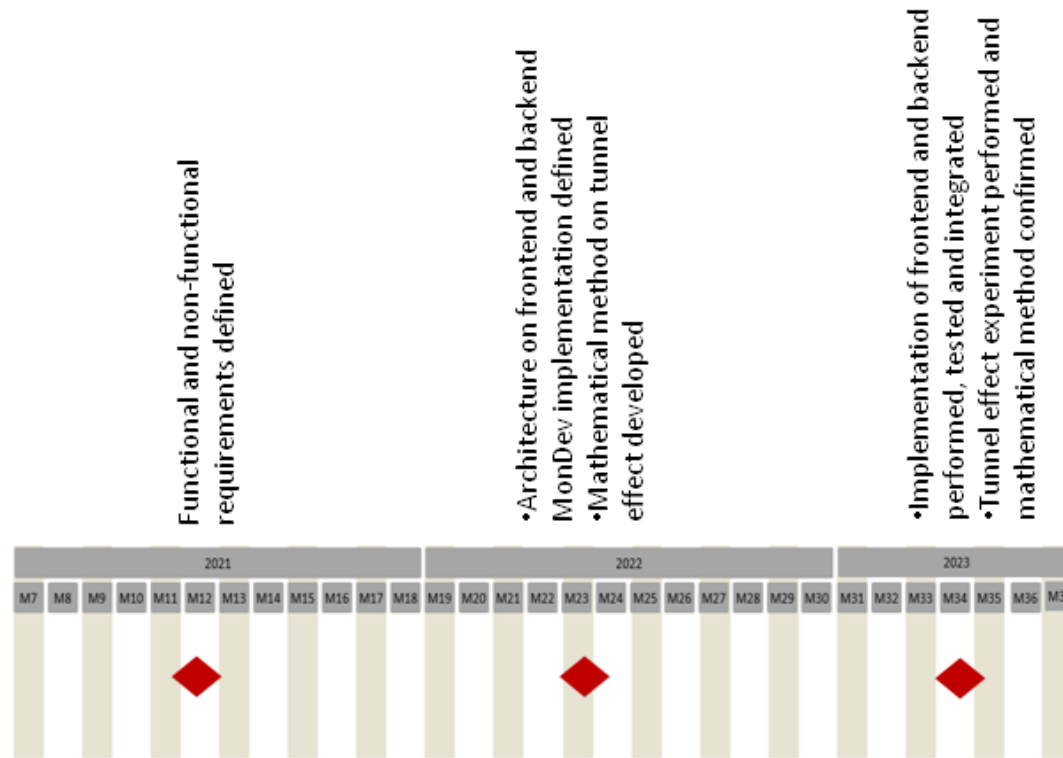 Functional and non-functional
requirements defined
•Architecture on frontend and backend
MonDev implementation defined
•Mathematical method on tunnel
effect developed
•Implementation of frontend and backend
performed, tested and integrated
•Tunnel effect experiment performed and
mathematical method confirmed
2021 2022 2023
M7 M8 M9 M10 M11 M12 M13 M14 M15 M16 M17 M18 M19 M20 M21 M22 M23 M24 M25 M26 M27 M28 M29 M30 M31 M32 M33 M34 M35 M36